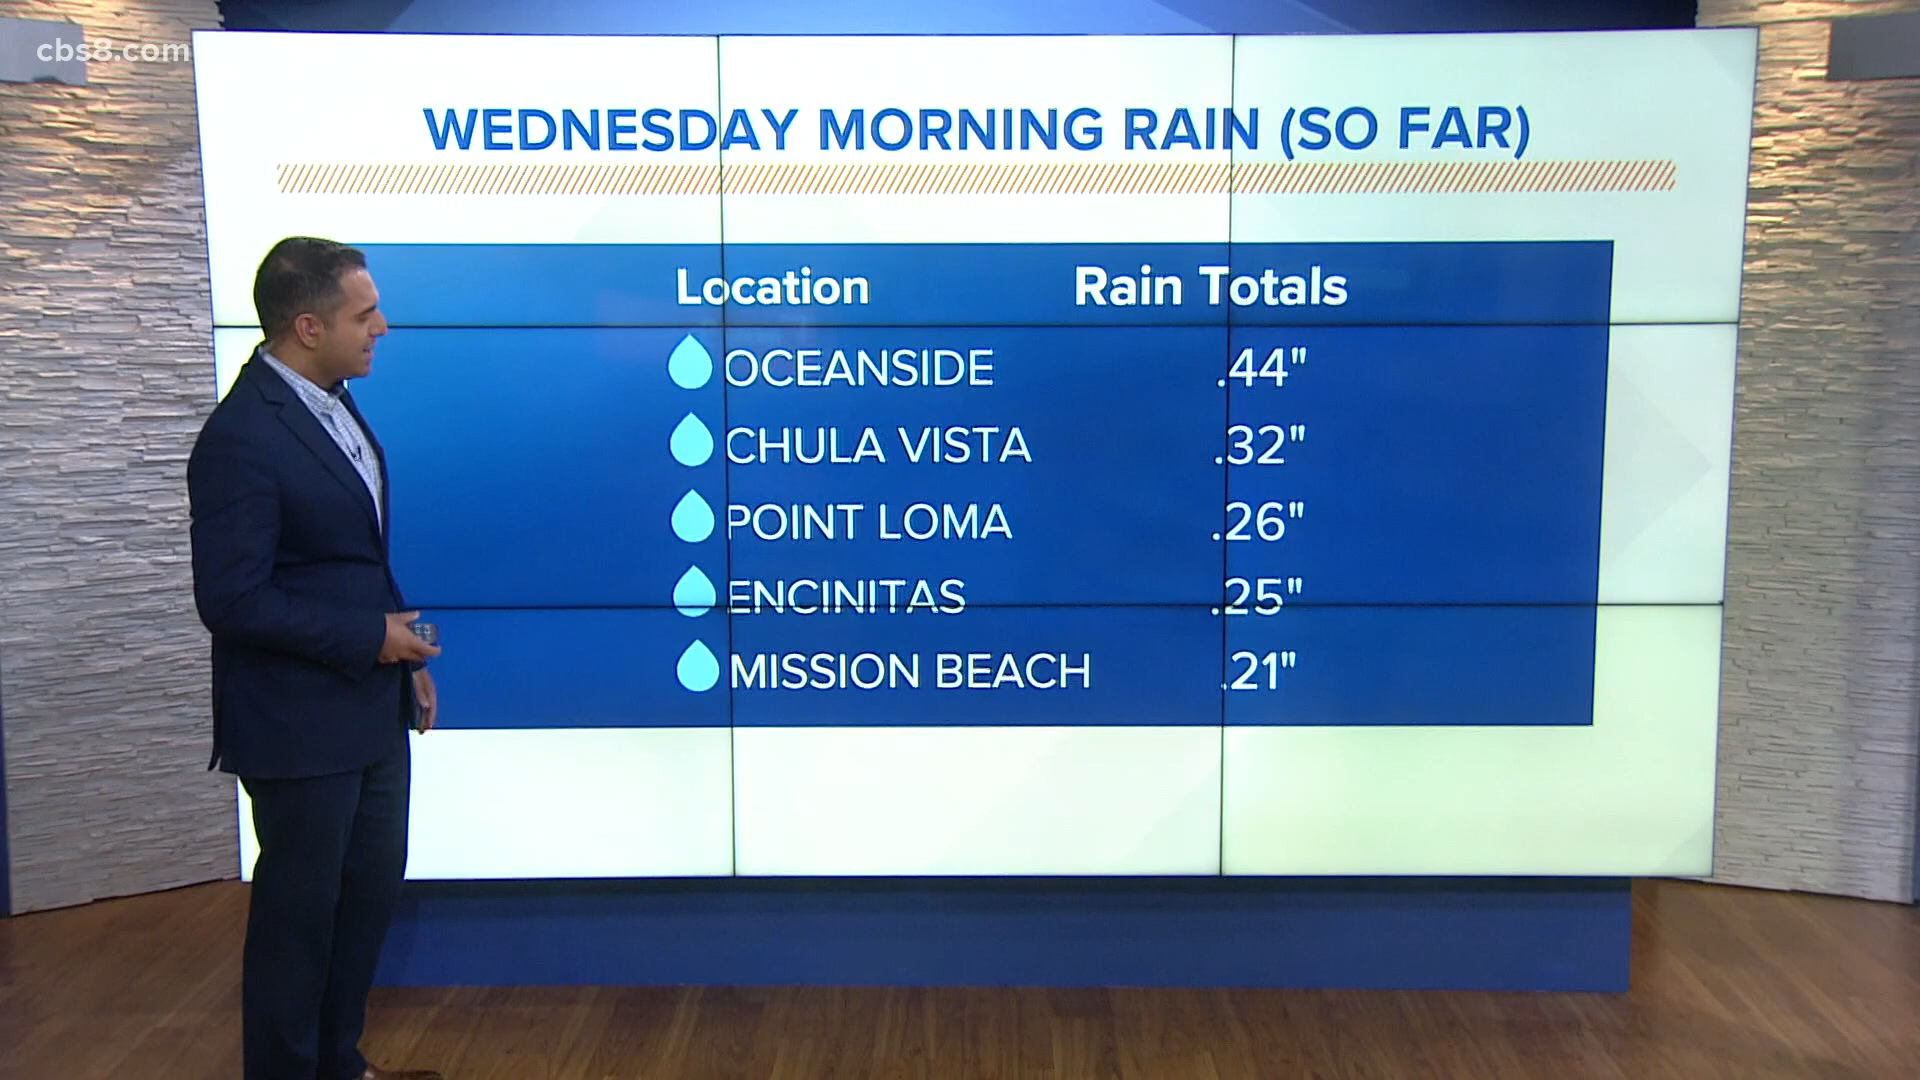 cbs8.com
WEDNESDAY MORNING RAIN (SO FAR)
Location Rain Totals
OCEANSIDE .44"
CHULA VISTA .32"
POINT LOMA .26"
ENCINITAS .25"
MISSION BEACH .21"